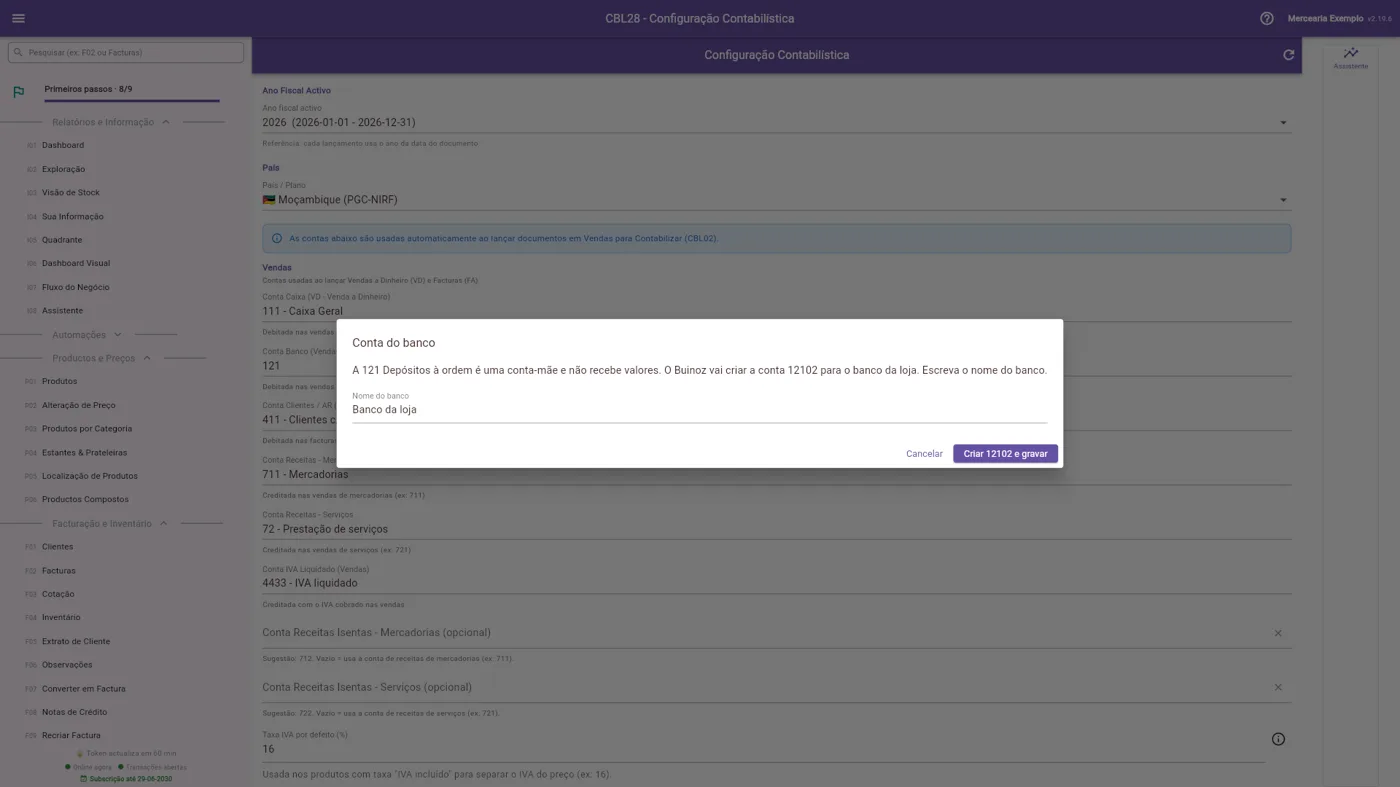 CBL28 - Configuração Contabilística
Mercearia Exemplo v2.19.6
Pesquisar (ex: F02 ou Facturas)
Configuração Contabilística
Assistente
Primeiros passos · 8/9
Relatórios e Informação
I01 Dashboard
I02 Exploração
I03 Visão de Stock
I04 Sua Informação
I05 Quadrante
I06 Dashboard Visual
I07 Fluxo do Negócio
I08 Assistente
Automações
Productos e Preços
P01 Produtos
P02 Alteração de Preço
P03 Produtos por Categoria
P04 Estantes & Prateleiras
P05 Localização de Produtos
P06 Productos Compostos
Facturação e Inventário
F01 Clientes
F02 Facturas
F03 Cotação
F04 Inventário
F05 Extrato de Cliente
F06 Observações
F07 Converter em Factura
F08 Notas de Crédito
F09 Recriar Factura
Token actualiza em 60 min
Online agora
Transações abertas
Subscrição até 29-06-2030
Ano Fiscal Activo
Ano fiscal activo
2026 (2026-01-01 - 2026-12-31)
Referência: cada lançamento usa o ano da data do documento
País
País / Plano
Moçambique (PGC-NIRF)
As contas abaixo são usadas automaticamente ao lançar documentos em Vendas para Contabilizar (CBL02).
Vendas
Contas usadas ao lançar Vendas a Dinheiro (VD) e Facturas (FA)
Conta Caixa (VD - Venda a Dinheiro)
111 - Caixa Geral
Debitada nas vendas
Conta Banco (Venda
121
Debitada nas vendas
Conta Clientes / AR (
411 - Clientes c
Debitada nas factura
Conta Receitas - Mer
711 - Mercadorias
Creditada nas vendas de mercadorias (ex: 711)
Conta Receitas - Serviços
72 - Prestação de serviços
Creditada nas vendas de serviços (ex: 721)
Conta IVA Liquidado (Vendas)
4433 - IVA liquidado
Creditada com o IVA cobrado nas vendas
Conta Receitas Isentas - Mercadorias (opcional)
Sugestão: 712. Vazio = usa a conta de receitas de mercadorias (ex: 711).
Conta Receitas Isentas - Serviços (opcional)
Sugestão: 722. Vazio = usa a conta de receitas de serviços (ex: 721).
Taxa IVA por defeito (%)
16
Usada nos produtos com taxa "IVA incluído" para separar o IVA do preço (ex: 16).
Conta do banco
A 121 Depósitos à ordem é uma conta-mãe e não recebe valores. O Buinoz vai criar a conta 12102 para o banco da loja. Escreva o nome do banco.
Nome do banco
Banco da loja
Cancelar
Criar 12102 e gravar